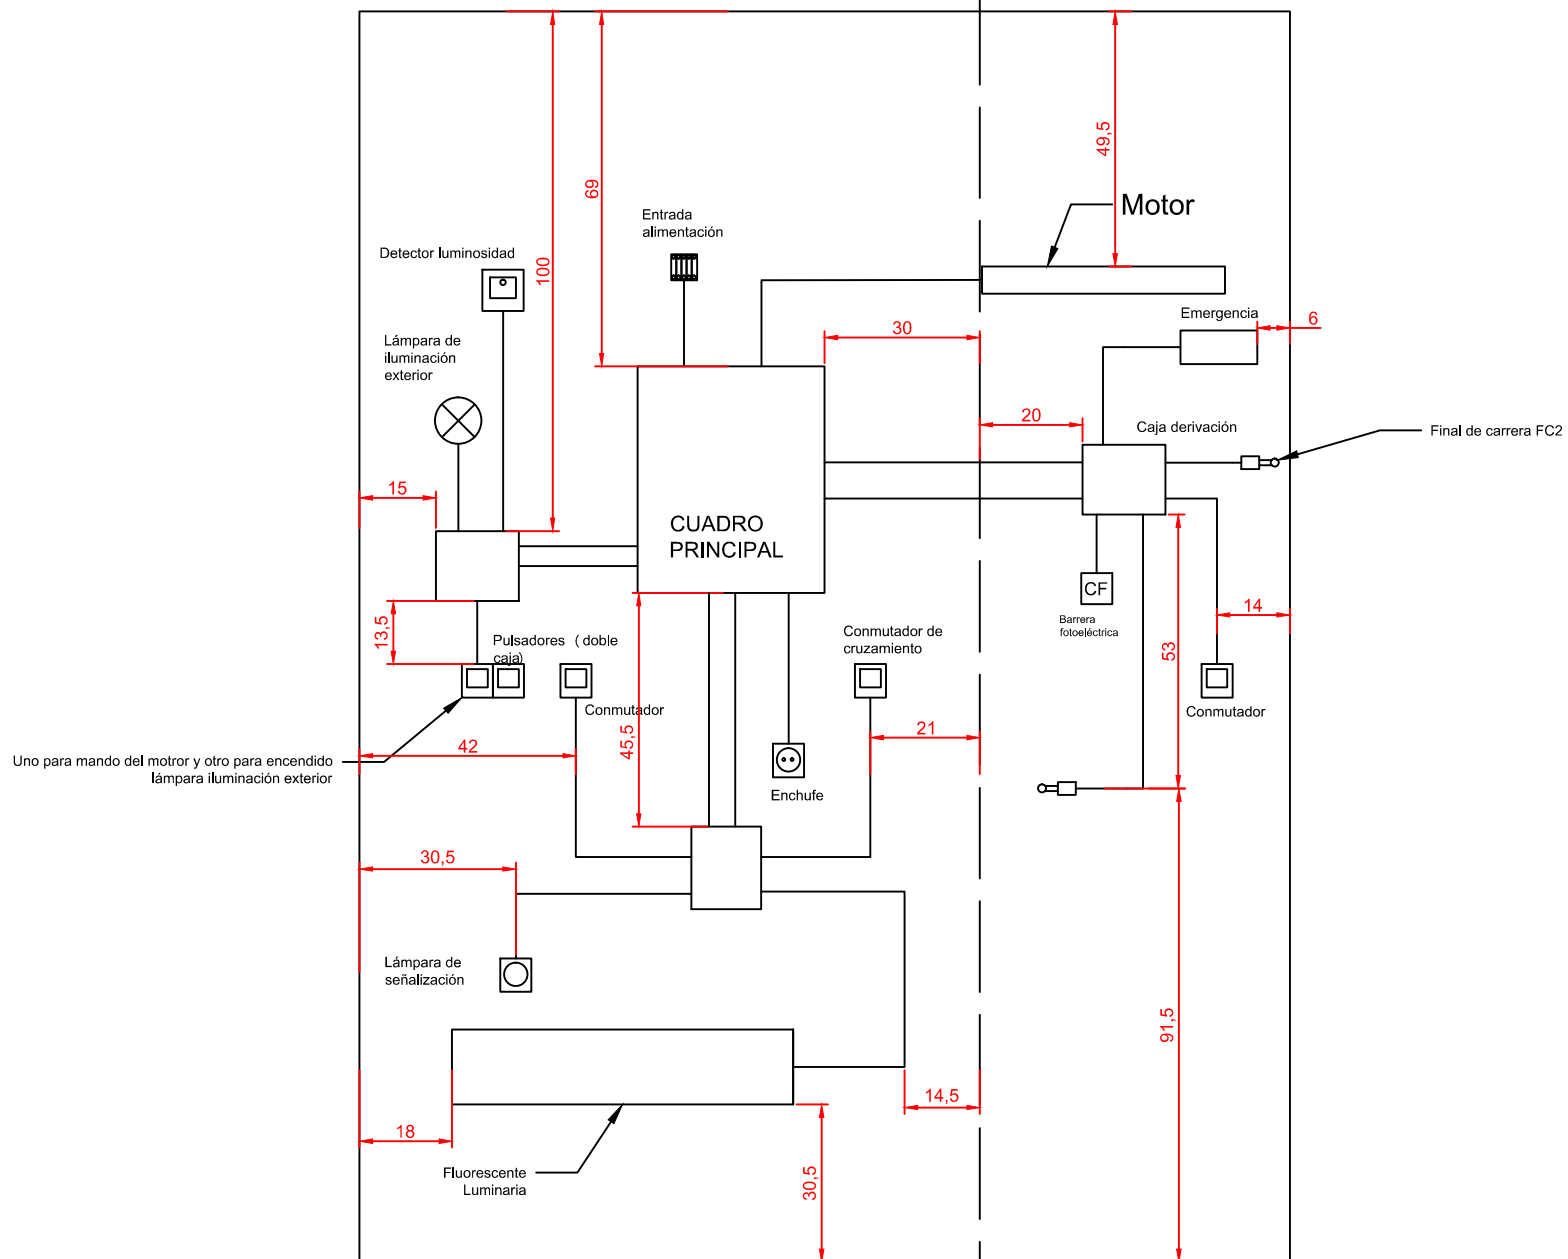 49,5
69
Motor
Entrada
alimentación
Detector luminosidad
100
Emergencia
6
30
Lámpara de
iluminación
exterior
20
Caja derivación
Final de carrera FC2
15
CUADRO
PRINCIPAL
CF
14
Barrera
fotoeléctrica
13,5
Pulsadores ( doble
caja)
Conmutador de
cruzamiento
53
Conmutador
Conmutador
42
45,5
21
Uno para mando del motror y otro para encendido
lámpara iluminación exterior
Enchufe
30,5
Lámpara de
señalización
91,5
14,5
18
Fluorescente
Luminaria
30,5